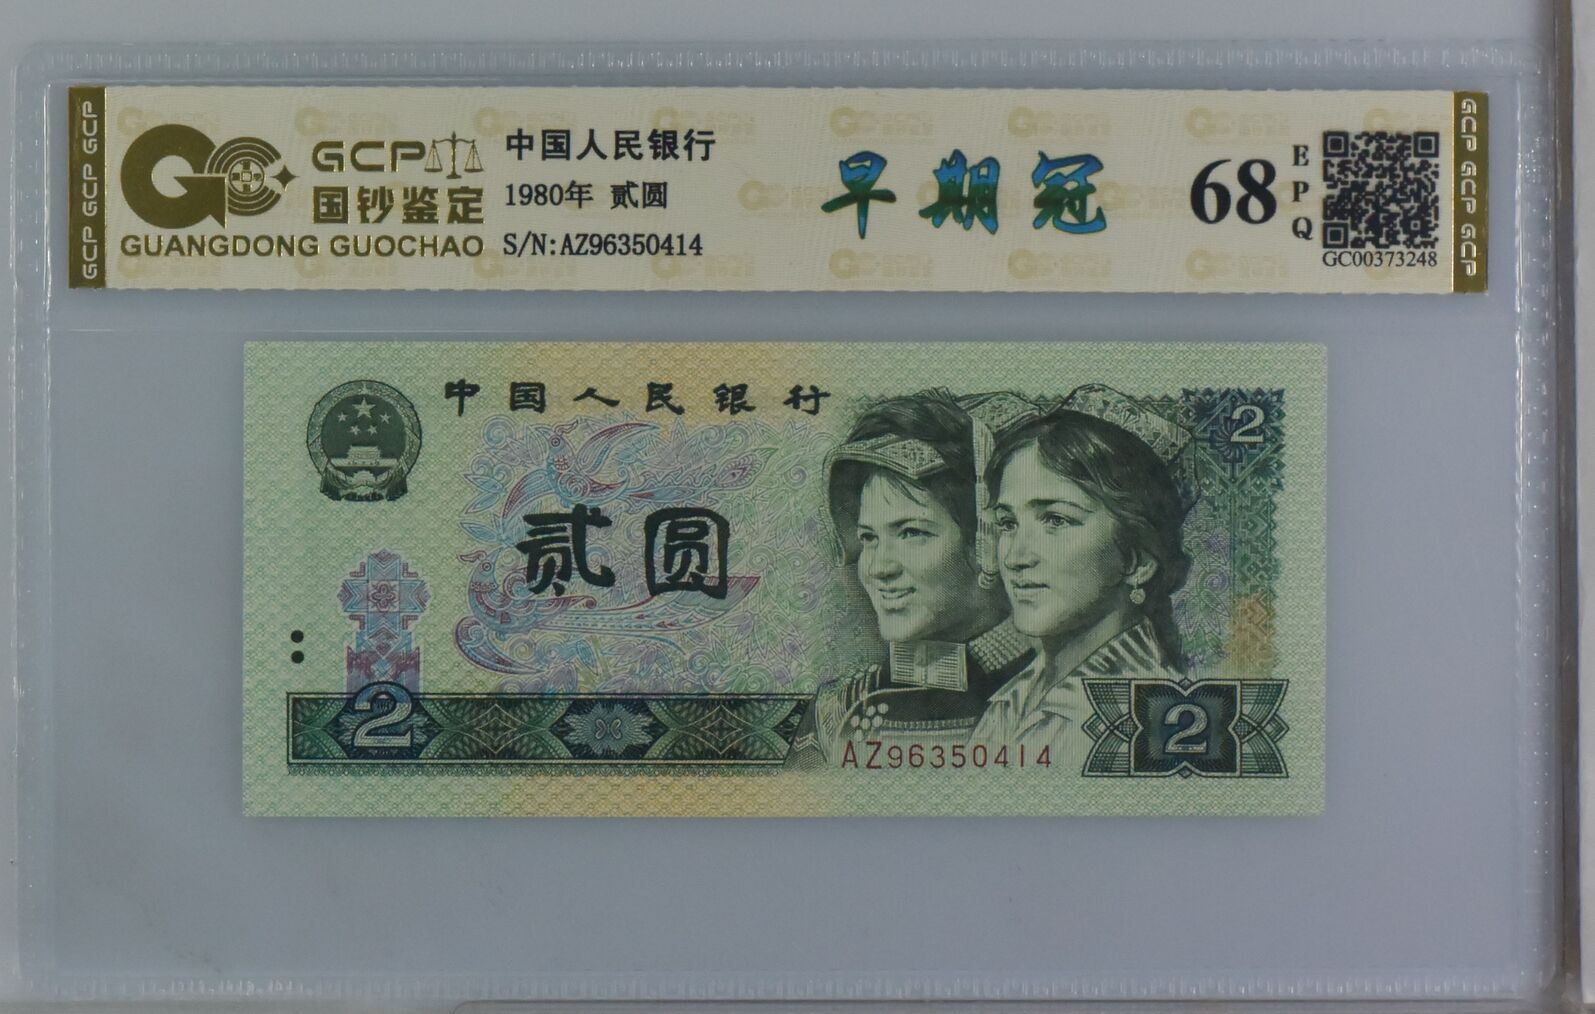 GCP GCP GCP
GCP
国钞鉴定
GUANGDONG GUOCHAO
中国人民银行
1980年 贰圆
S/N:AZ96350414
早期冠
68
EPQ
GC00373248
GCP GCP GCP
中国人民银行
2
贰圆
2
2
AZ96350414